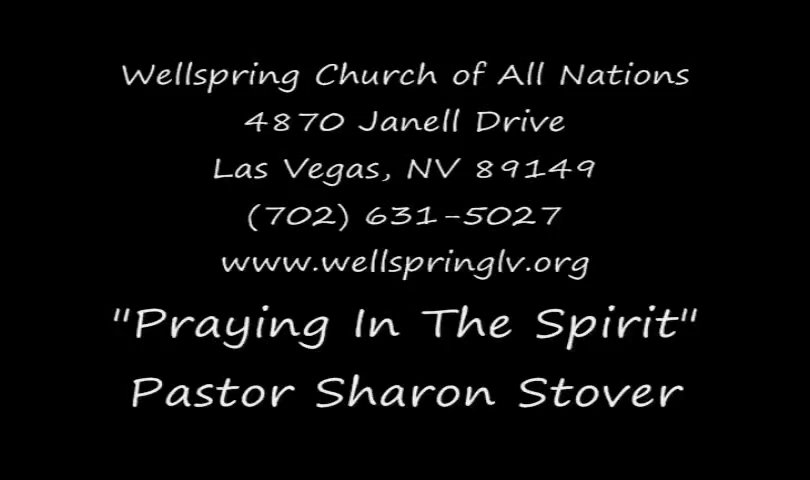 Wellspring Church of All Nations
4870 Janell Drive
Las Vegas, NV 89149
(702) 631-5027
www.wellspringlv.org
"Praying In The Spirit"
Pastor Sharon Stover